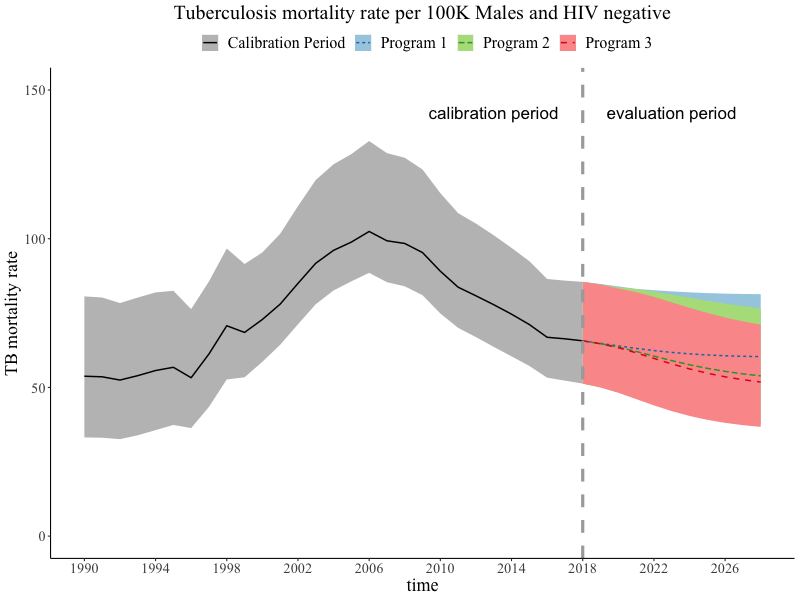 Tuberculosis mortality rate per 100K Males and HIV negative
Calibration Period Program 1 Program 2 Program 3
calibration period evaluation period
TB mortality rate
150
100
50
0
1990 1994 1998 2002 2006 2010 2014 2018 2022 2026
time